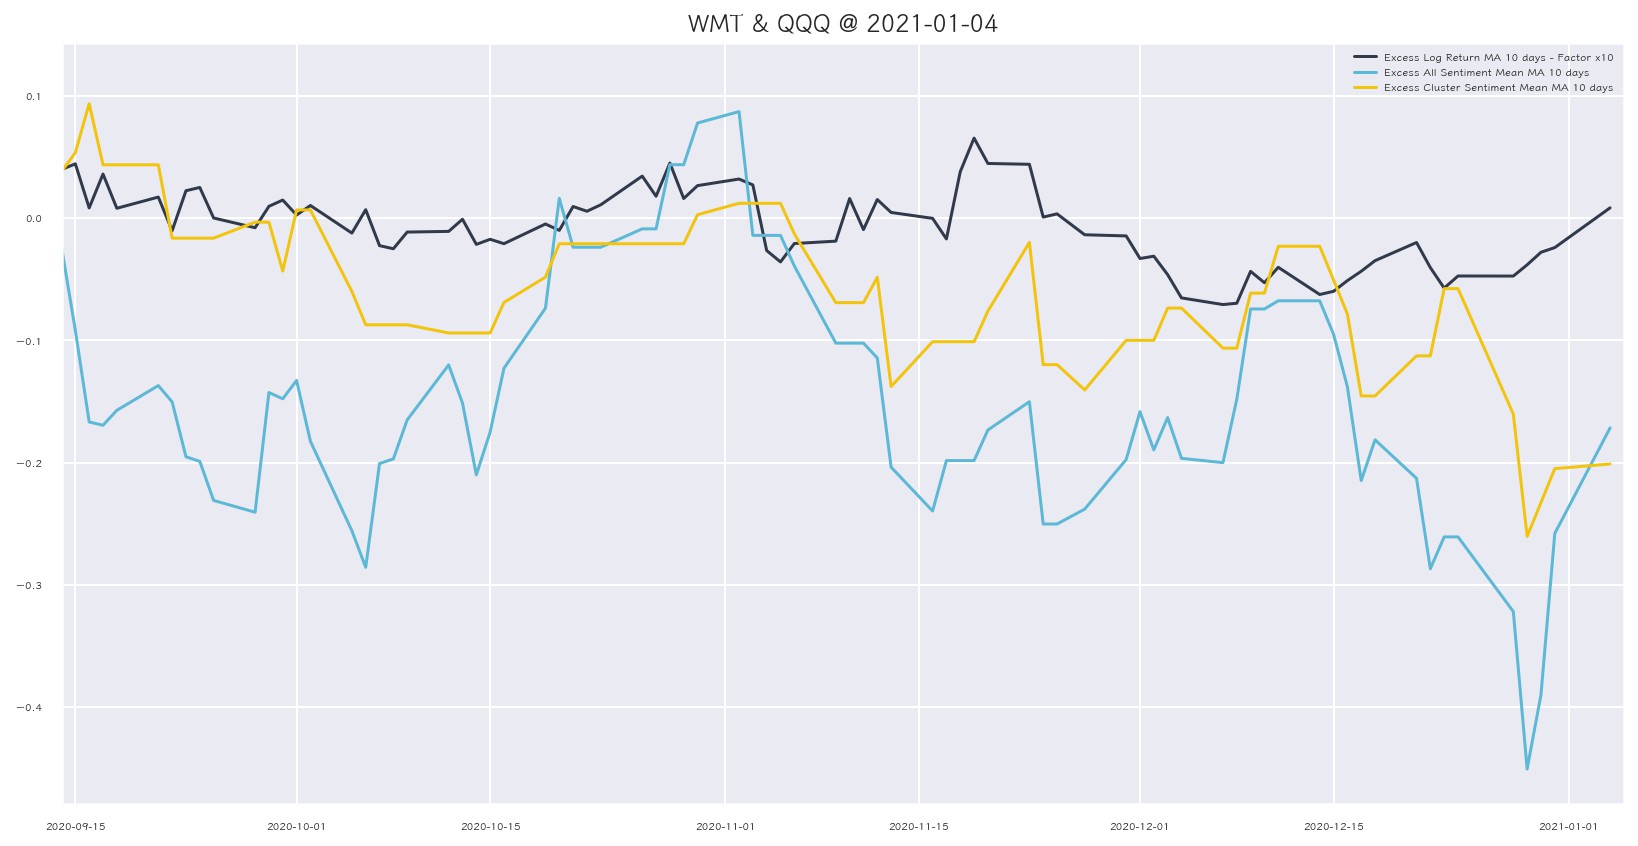 WMT & QQQ @ 2021-01-04
Excess Log Return MA 10 days - Factor x10
Excess All Sentiment Mean MA 10 days
Excess Cluster Sentiment Mean MA 10 days
0.1
0.0
−0.1
−0.2
−0.3
−0.4
2020-09-15 2020-10-01 2020-10-15 2020-11-01 2020-11-15 2020-12-01 2020-12-15 2021-01-01